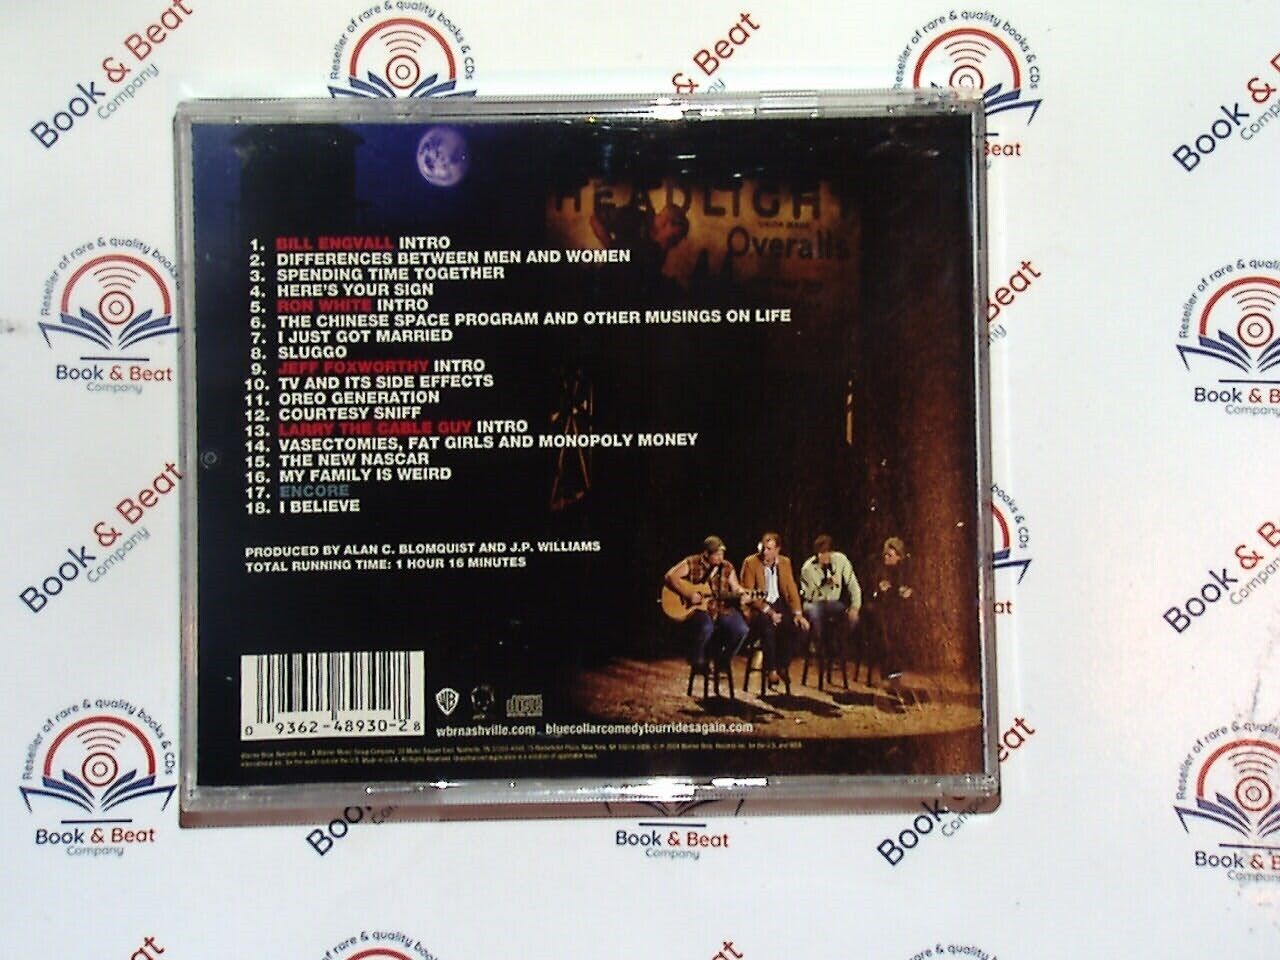 HEADLIGHT
UNION MADE
Overalls
1. BILL ENGVALL INTRO
2. DIFFERENCES BETWEEN MEN AND WOMEN
3. SPENDING TIME TOGETHER
4. HERE'S YOUR SIGN
5. RON WHITE INTRO
6. THE CHINESE SPACE PROGRAM AND OTHER MUSINGS ON LIFE
7. I JUST GOT MARRIED
8. SLUGGO
9. JEFF FOXWORTHY INTRO
10. TV AND ITS SIDE EFFECTS
11. OREO GENERATION
12. COURTESY SNIFF
13. LARRY THE CABLE GUY INTRO
14. VASECTOMIES, FAT GIRLS AND MONOPOLY MONEY
15. THE NEW NASCAR
16. MY FAMILY IS WEIRD
17. ENCORE
18. I BELIEVE
PRODUCED BY ALAN C. BLOMQUIST AND J.P. WILLIAMS
TOTAL RUNNING TIME: 1 HOUR 16 MINUTES
0 93624-48930-2 8
wbrnashville.com bluecollarcomedytourridesagain.com
Reseller of rare & quality books & CDs
Book & Beat
Company